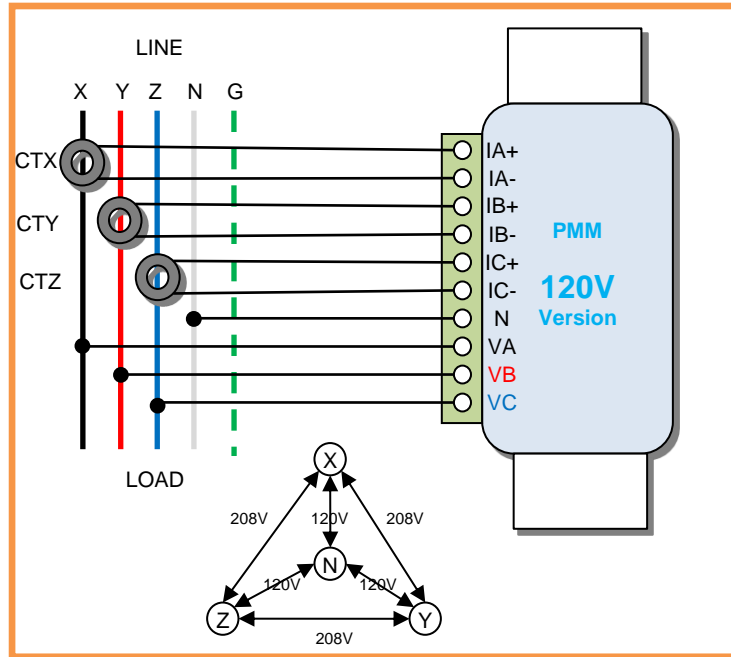 LINE
X Y Z N G
CTX
CTY
CTZ
IA+
IA-
IB+
IB-
IC+
IC-
N
VA
VB
VC
PMM
120V
Version
LOAD
X
208V 120V 208V
N
120V 120V
Z Y
208V